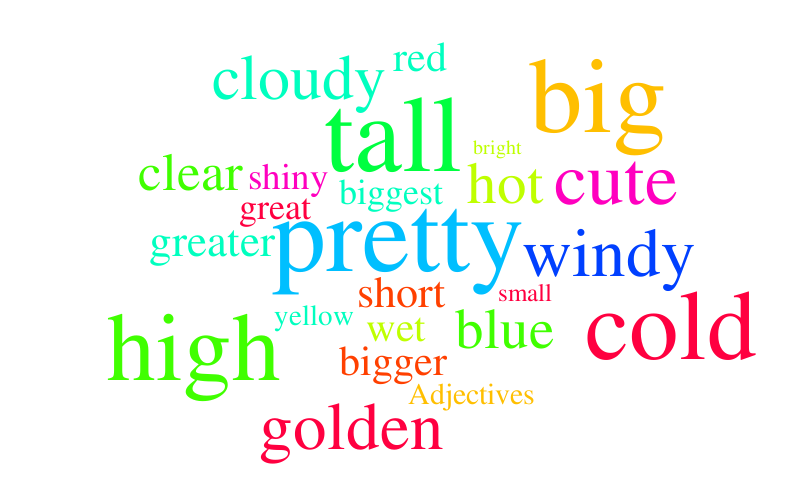 red
cloudy
big
tall
bright
clear
shiny
biggest
hot
cute
great
greater
pretty
windy
short
small
yellow
wet
blue
cold
high
bigger
Adjectives
golden